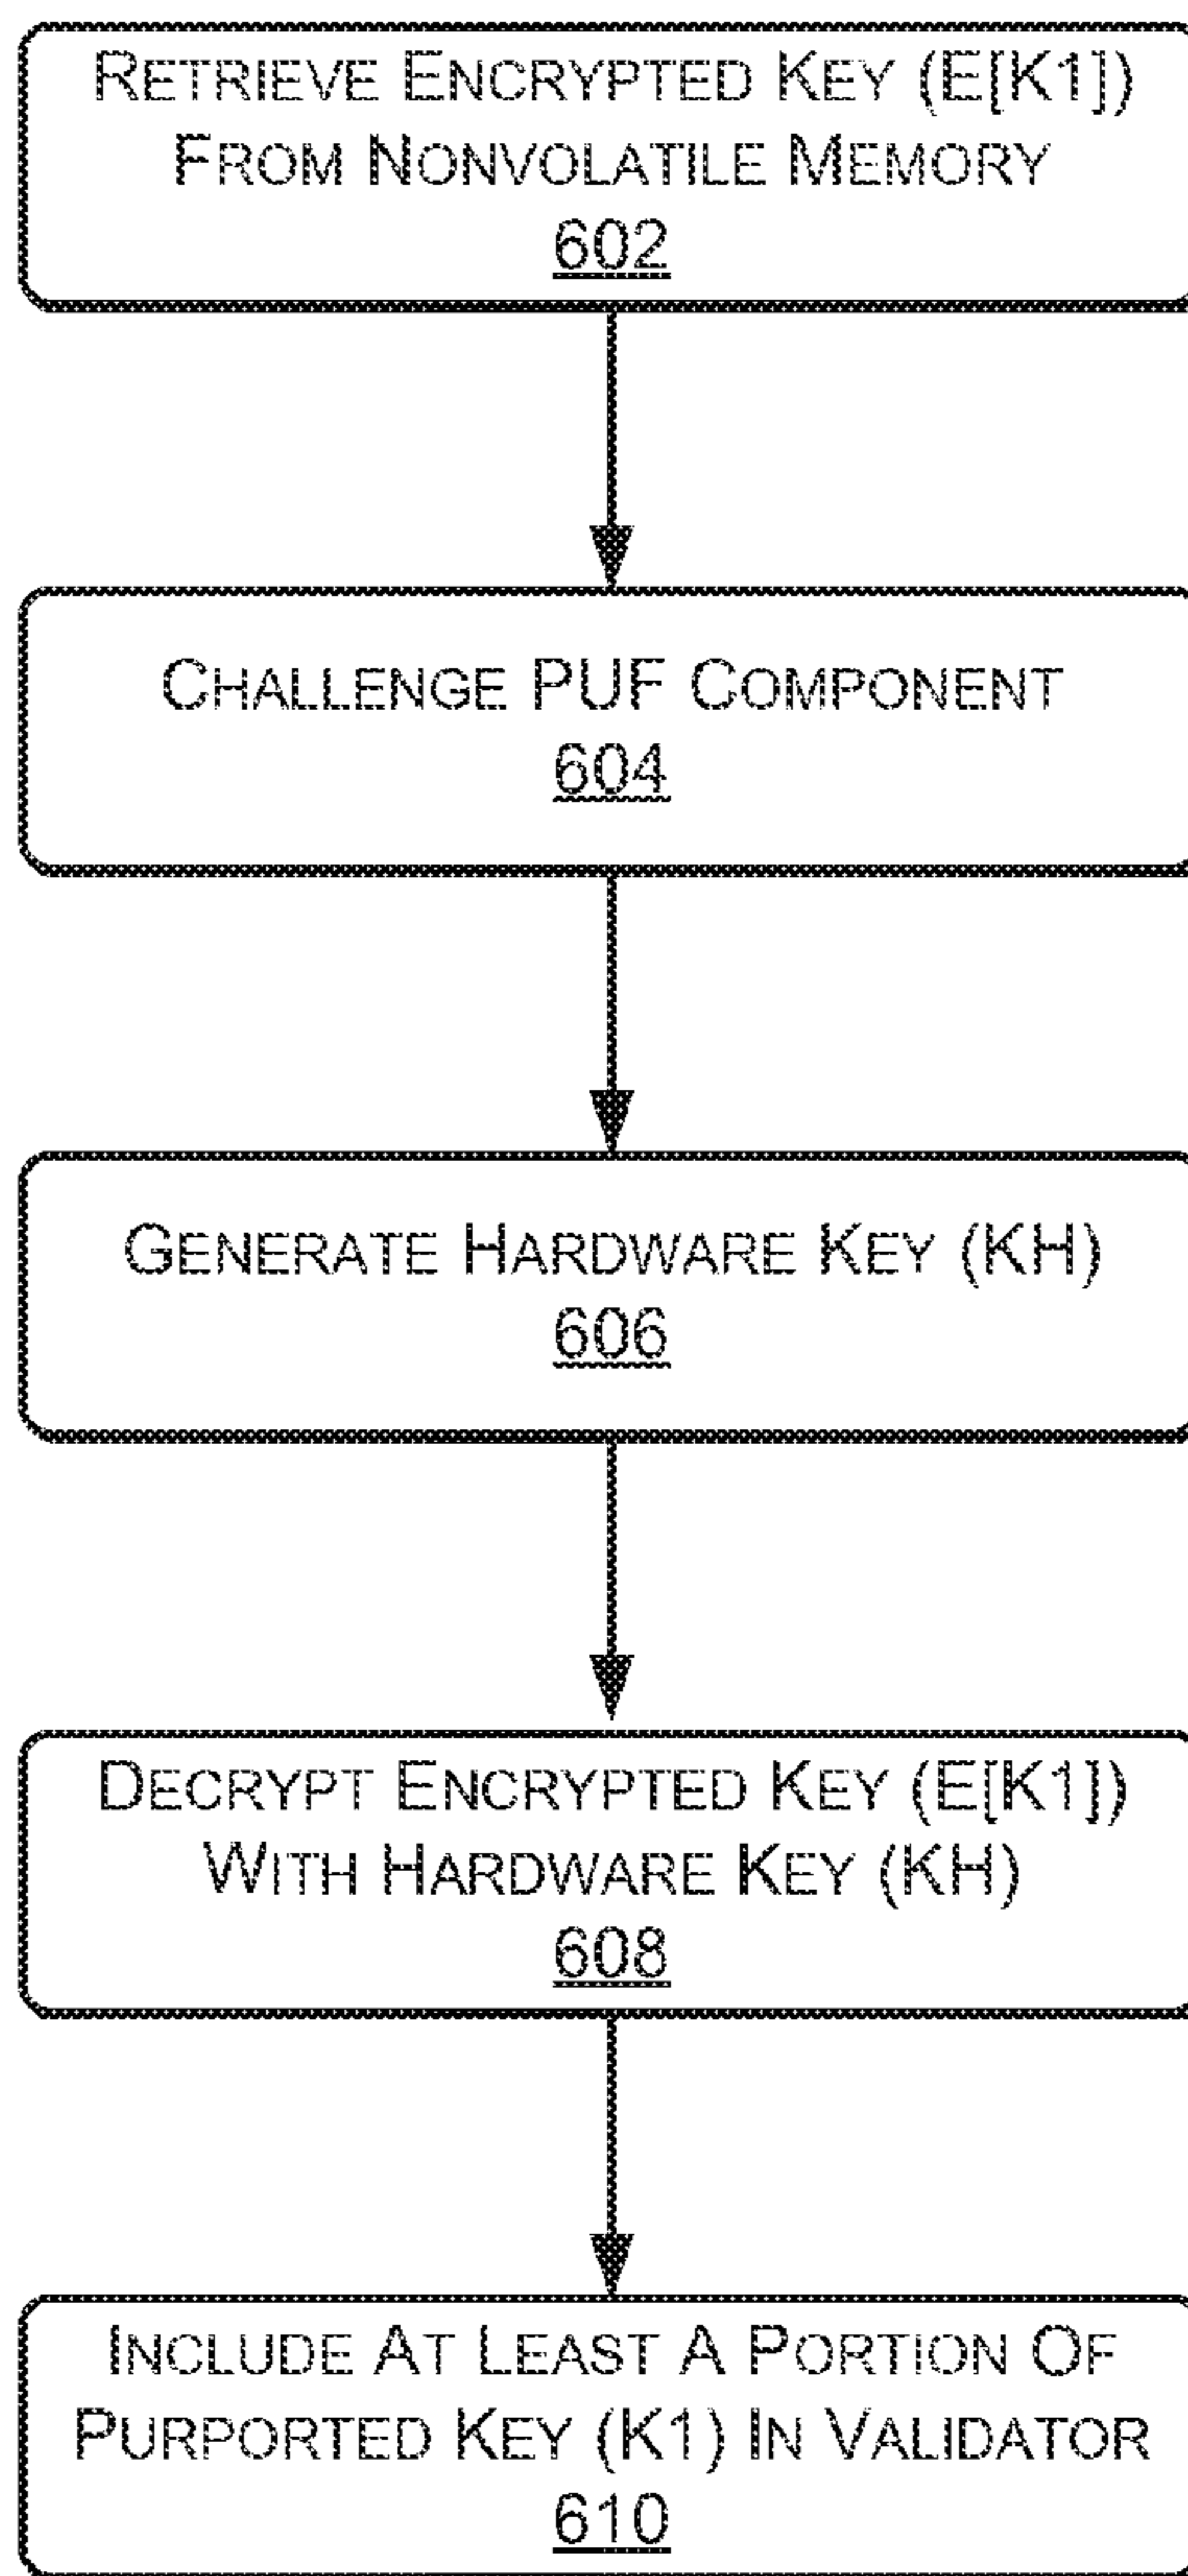 RETRIEVE ENCRYPTED KEY (E[K1])
FROM NONVOLATILE MEMORY
602
CHALLENGE PUF COMPONENT
604
GENERATE HARDWARE KEY (KH)
606
DECRYPT ENCRYPTED KEY (E[K1])
WITH HARDWARE KEY (KH)
608
INCLUDE AT LEAST A PORTION OF
PURPORTED KEY (K1) IN VALIDATOR
610